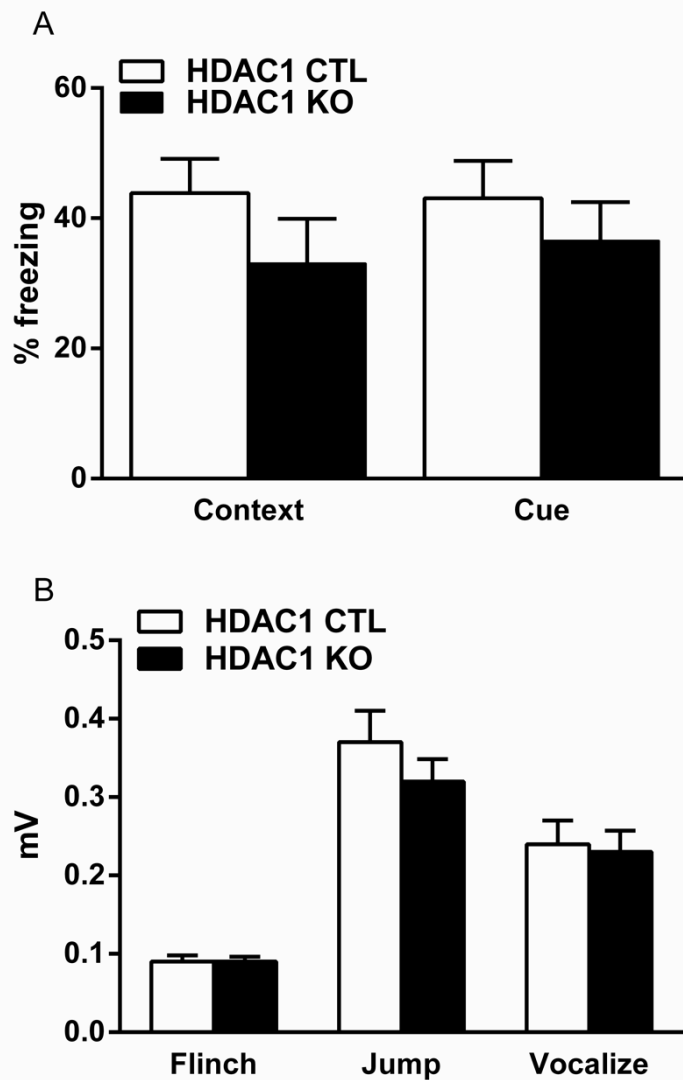 A
HDAC1 CTL
HDAC1 KO
60
40
20
0
% freezing
Context Cue
B
HDAC1 CTL
HDAC1 KO
0.5
0.4
0.3
0.2
0.1
0.0
mV
Flinch Jump Vocalize